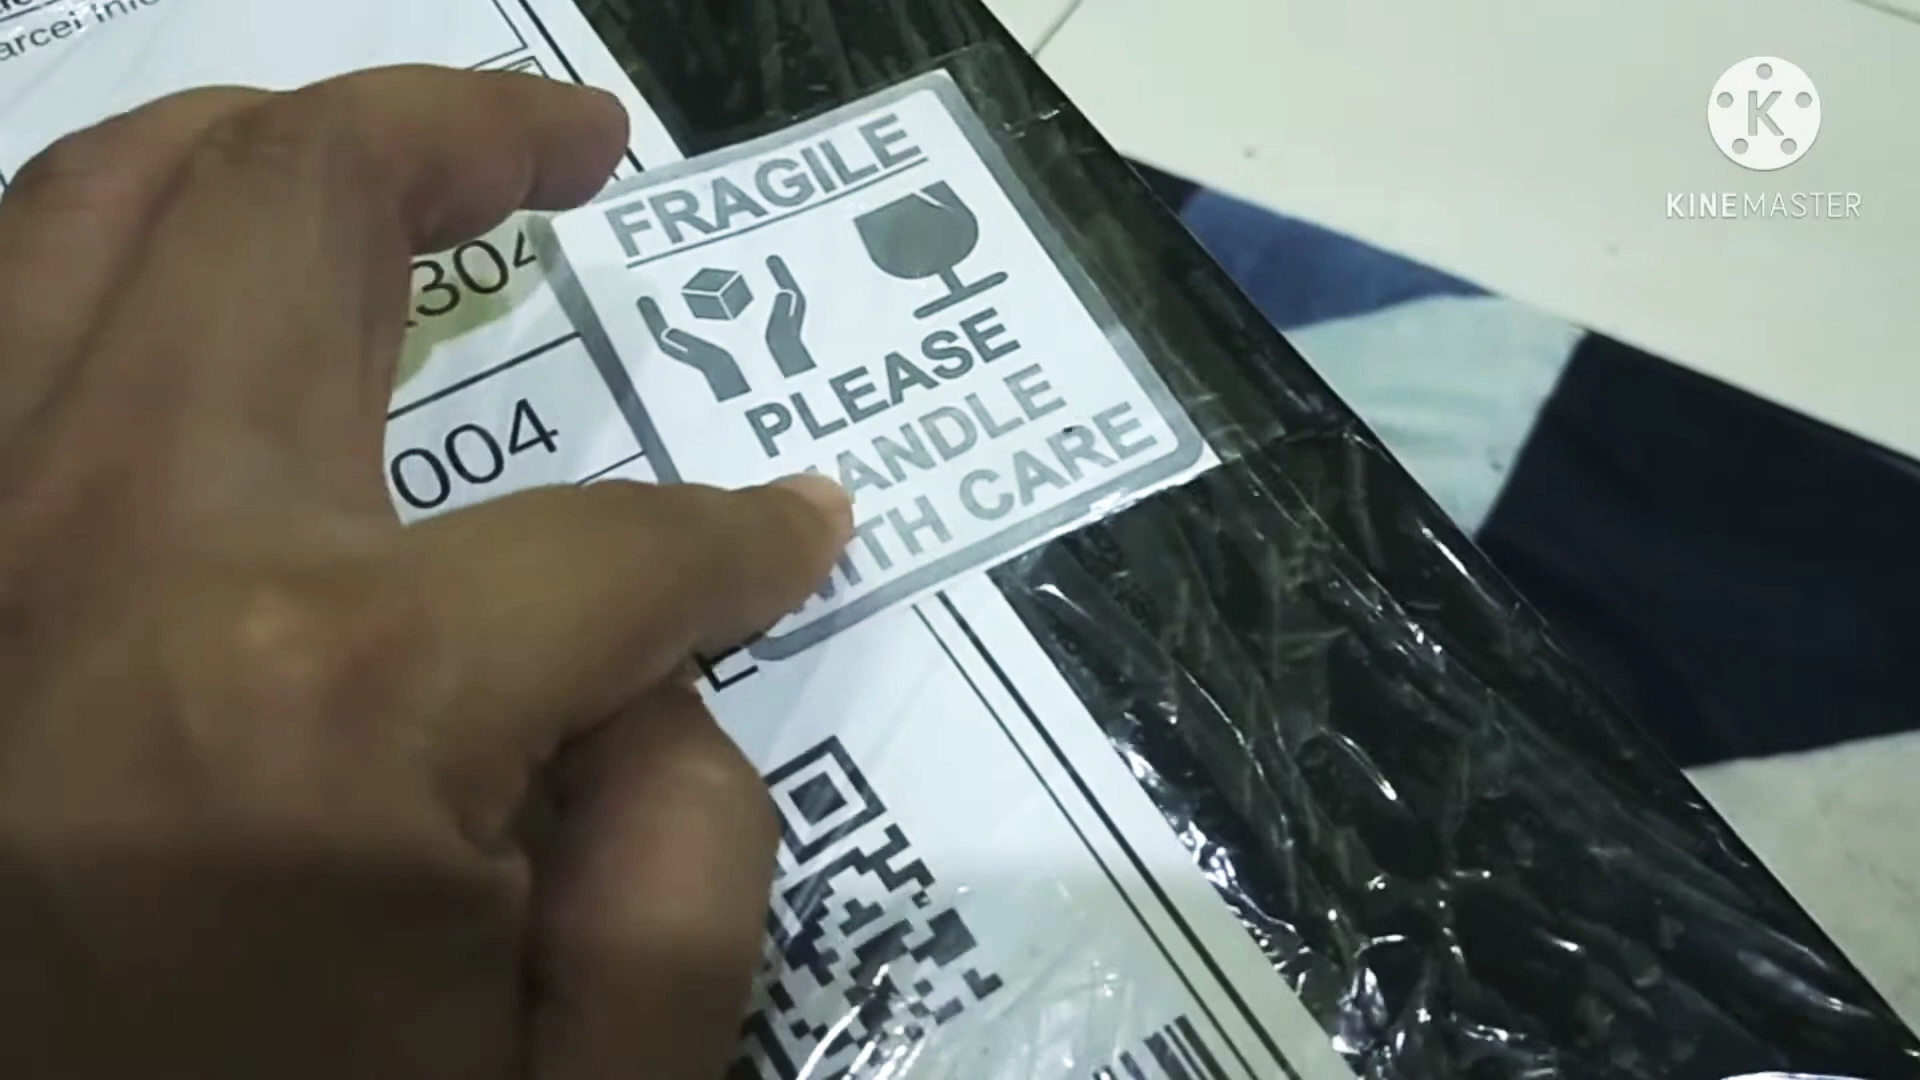 FRAGILE
PLEASE
HANDLE
WITH CARE
304
004
E
K
KINEMASTER